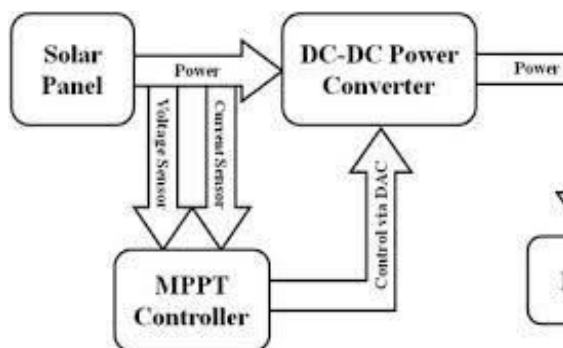 Solar
Panel
Power
DC-DC Power
Converter
Power
Voltage Sensor
Current Sensor
Control via DAC
MPPT
Controller